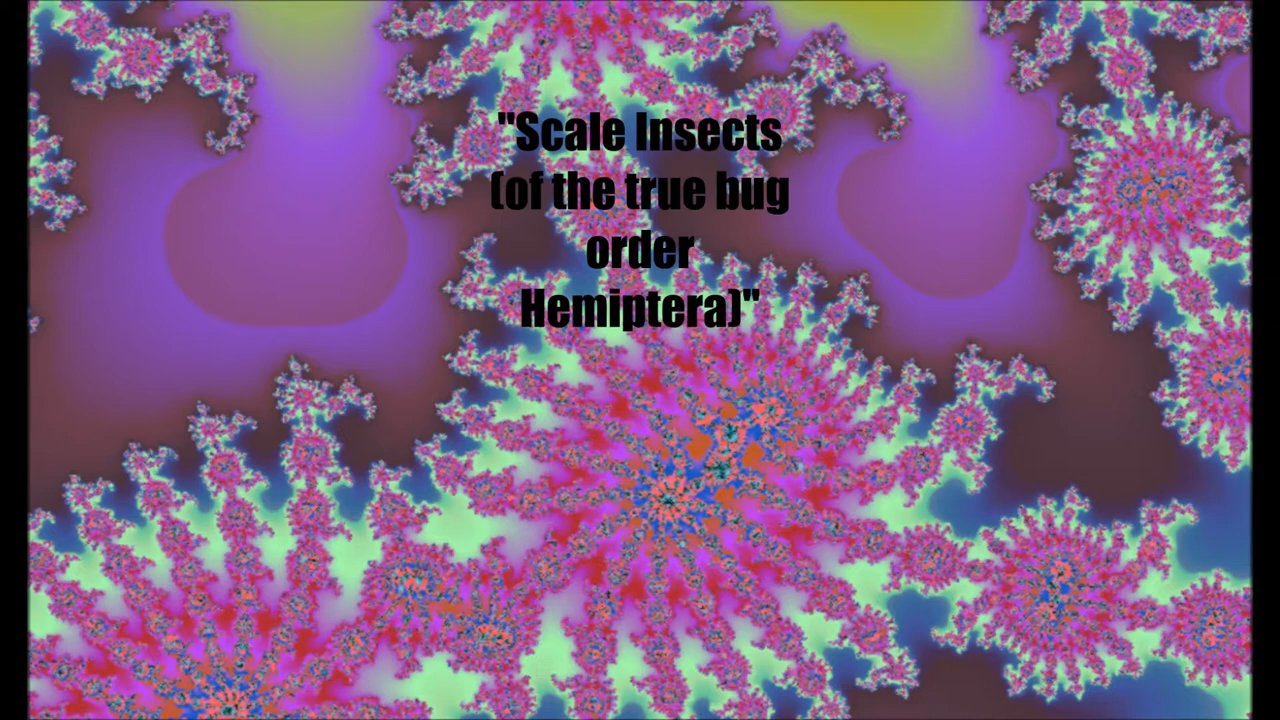 "Scale Insects
(of the true bug
order
Hemiptera)"